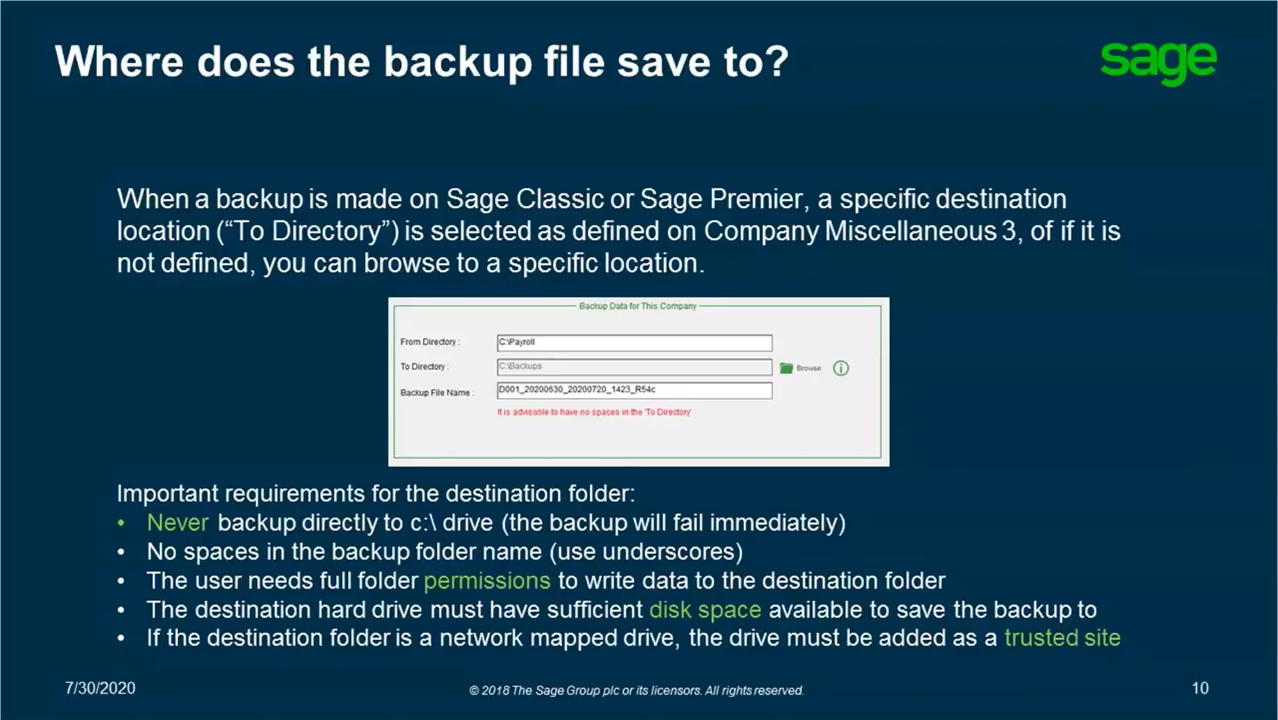 Where does the backup file save to?
sage
When a backup is made on Sage Classic or Sage Premier, a specific destination
location (“To Directory”) is selected as defined on Company Miscellaneous 3, of if it is
not defined, you can browse to a specific location.
Backup Data for This Company
From Directory : C:\Payroll
To Directory : C:\Backups Browse i
Backup File Name : D001_20200630_20200720_1423_R54c
It is advisable to have no spaces in the 'To Directory'
Important requirements for the destination folder:
• Never backup directly to c:\ drive (the backup will fail immediately)
• No spaces in the backup folder name (use underscores)
• The user needs full folder permissions to write data to the destination folder
• The destination hard drive must have sufficient disk space available to save the backup to
• If the destination folder is a network mapped drive, the drive must be added as a trusted site
7/30/2020 © 2018 The Sage Group plc or its licensors. All rights reserved. 10